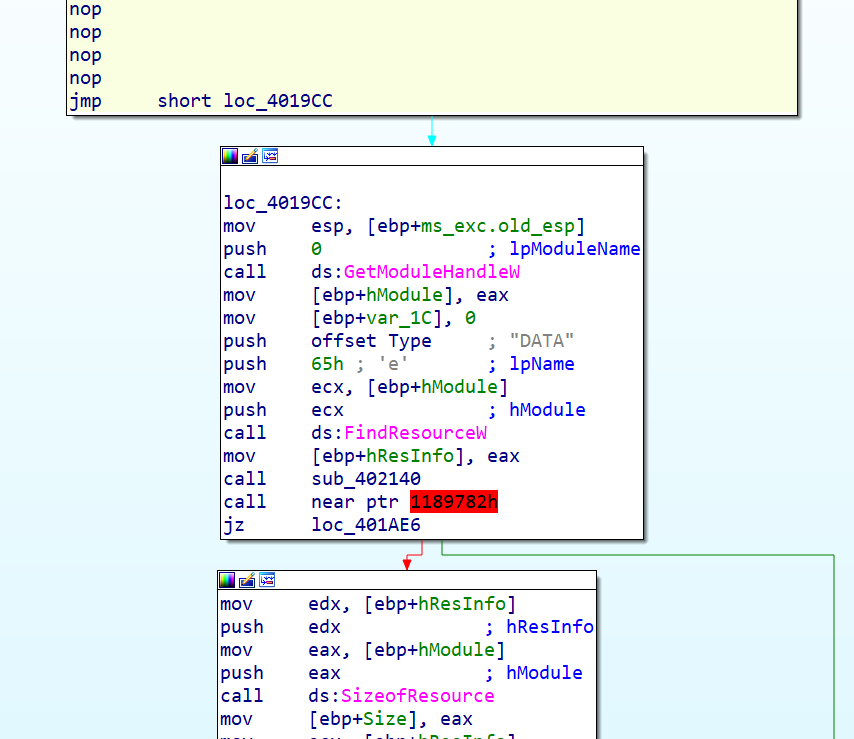 nop
nop
nop
nop
jmp short loc_4019CC
loc_4019CC:
mov esp, [ebp+ms_exc.old_esp]
push 0 ; lpModuleName
call ds:GetModuleHandleW
mov [ebp+hModule], eax
mov [ebp+var_1C], 0
push offset Type ; "DATA"
push 65h ; 'e' ; lpName
mov ecx, [ebp+hModule]
push ecx ; hModule
call ds:FindResourceW
mov [ebp+hResInfo], eax
call sub_402140
call near ptr 1189782h
jz loc_401AE6
mov edx, [ebp+hResInfo]
push edx ; hResInfo
mov eax, [ebp+hModule]
push eax ; hModule
call ds:SizeofResource
mov [ebp+Size], eax